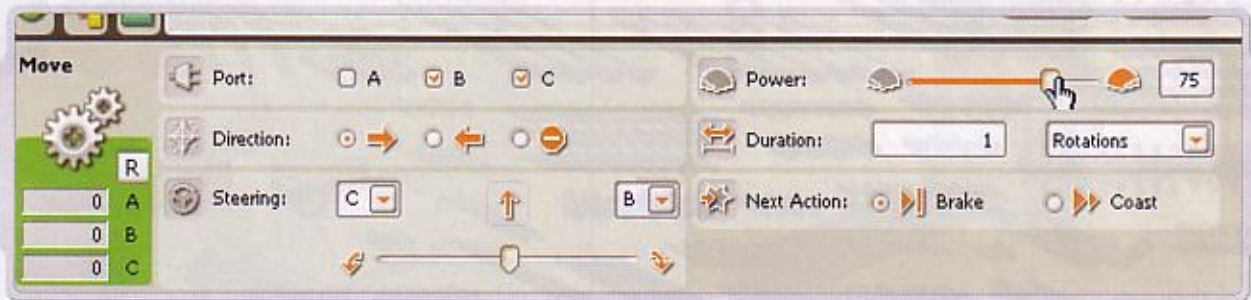 Move
Port: A B C
Power: 75
Direction:
Duration: 1 Rotations
R
Steering: C B
Next Action: Brake Coast
0 A
0 B
0 C